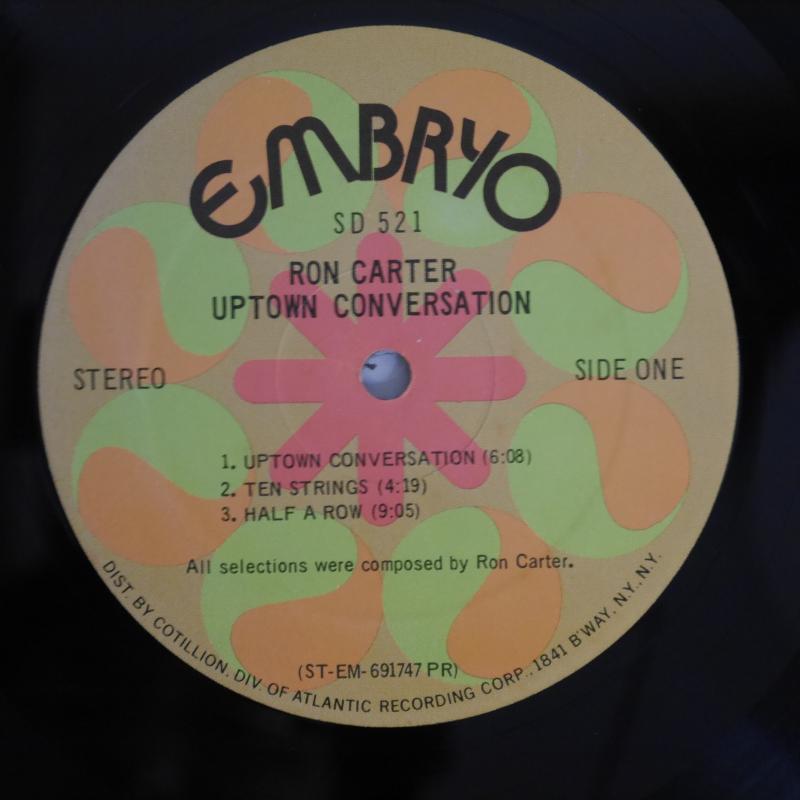 EMBRYO
SD 521
RON CARTER
UPTOWN CONVERSATION
STEREO
SIDE ONE
1. UPTOWN CONVERSATION (6:08)
2. TEN STRINGS (4:19)
3. HALF A ROW (9:05)
All selections were composed by Ron Carter.
(ST-EM-691747 PR)
DIST. BY COTILLION, DIV. OF ATLANTIC RECORDING CORP., 1841 B'WAY, N.Y., N.Y.